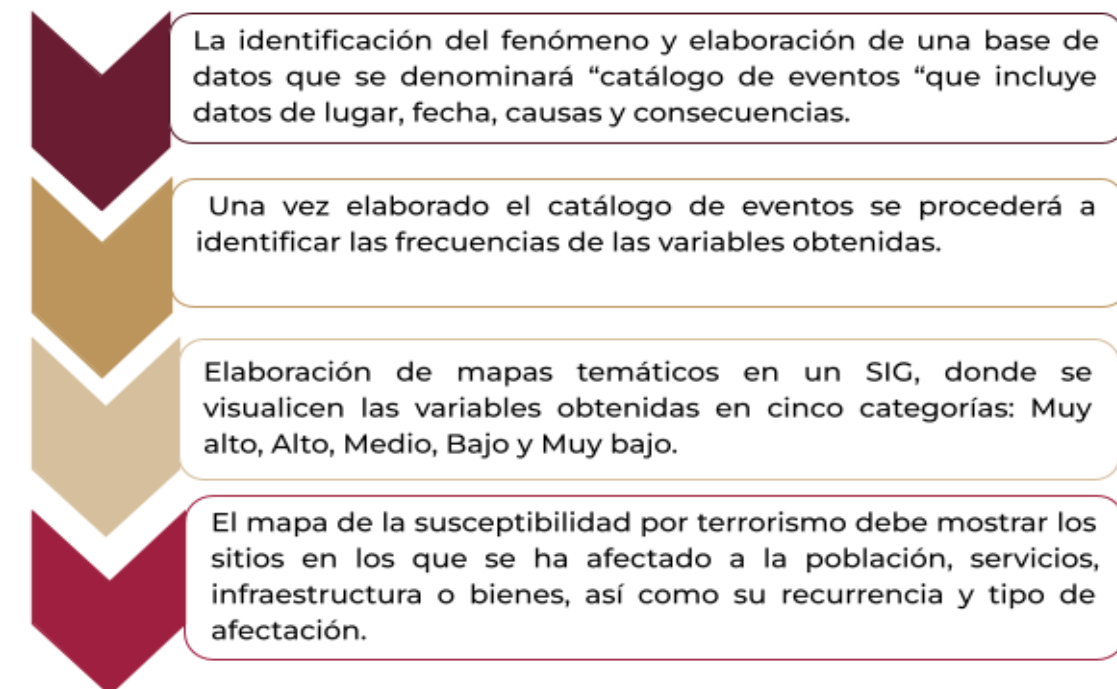 La identificación del fenómeno y elaboración de una base de
datos que se denominará “catálogo de eventos “que incluye
datos de lugar, fecha, causas y consecuencias.
Una vez elaborado el catálogo de eventos se procederá a
identificar las frecuencias de las variables obtenidas.
Elaboración de mapas temáticos en un SIG, donde se
visualicen las variables obtenidas en cinco categorías: Muy
alto, Alto, Medio, Bajo y Muy bajo.
El mapa de la susceptibilidad por terrorismo debe mostrar los
sitios en los que se ha afectado a la población, servicios,
infraestructura o bienes, así como su recurrencia y tipo de
afectación.